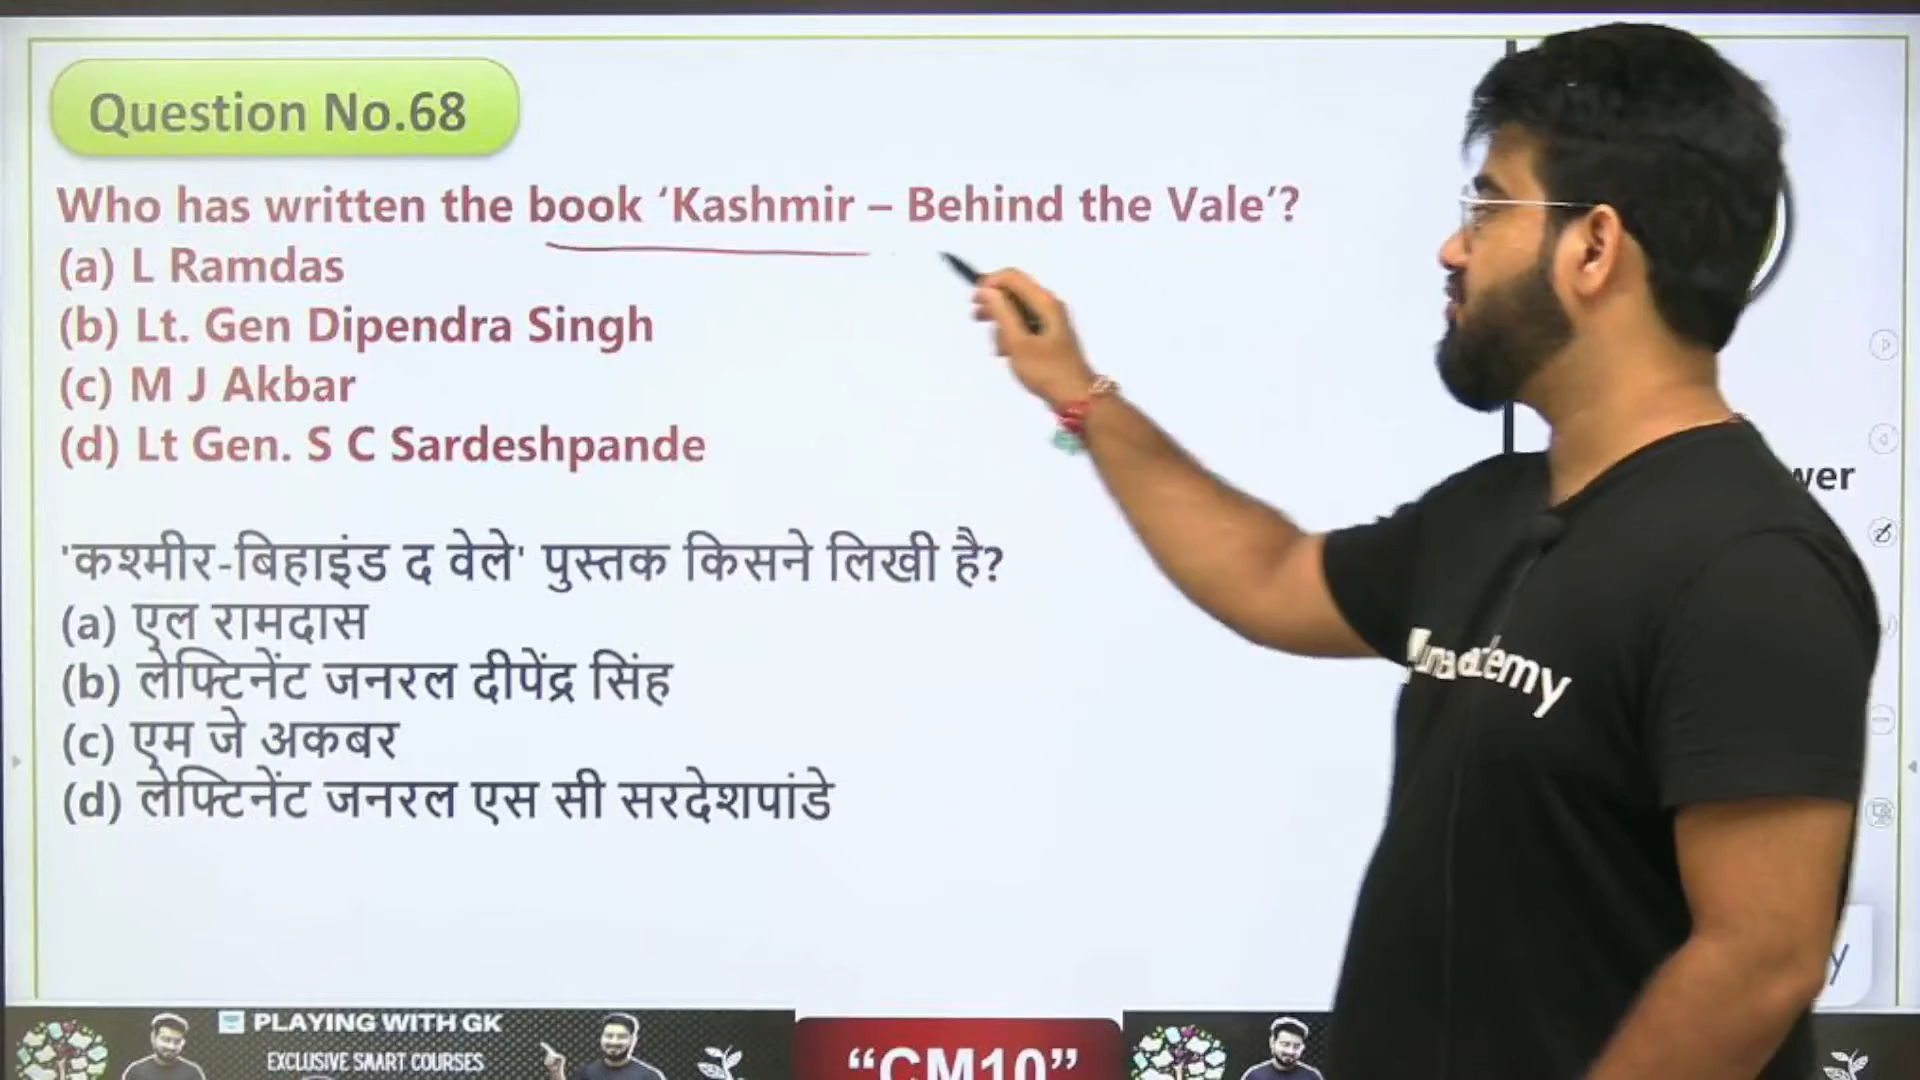 Question No.68
Who has written the book ‘Kashmir – Behind the Vale’?
(a) L Ramdas
(b) Lt. Gen Dipendra Singh
(c) M J Akbar
(d) Lt Gen. S C Sardeshpande
'कश्मीर-बिहाइंड द वेले' पुस्तक किसने लिखी है?
(a) एल रामदास
(b) लेफ्टिनेंट जनरल दीपेंद्र सिंह
(c) एम जे अकबर
(d) लेफ्टिनेंट जनरल एस सी सरदेशपांडे
unacademy
PLAYING WITH GK
EXCLUSIVE SMART COURSES
“CM10”